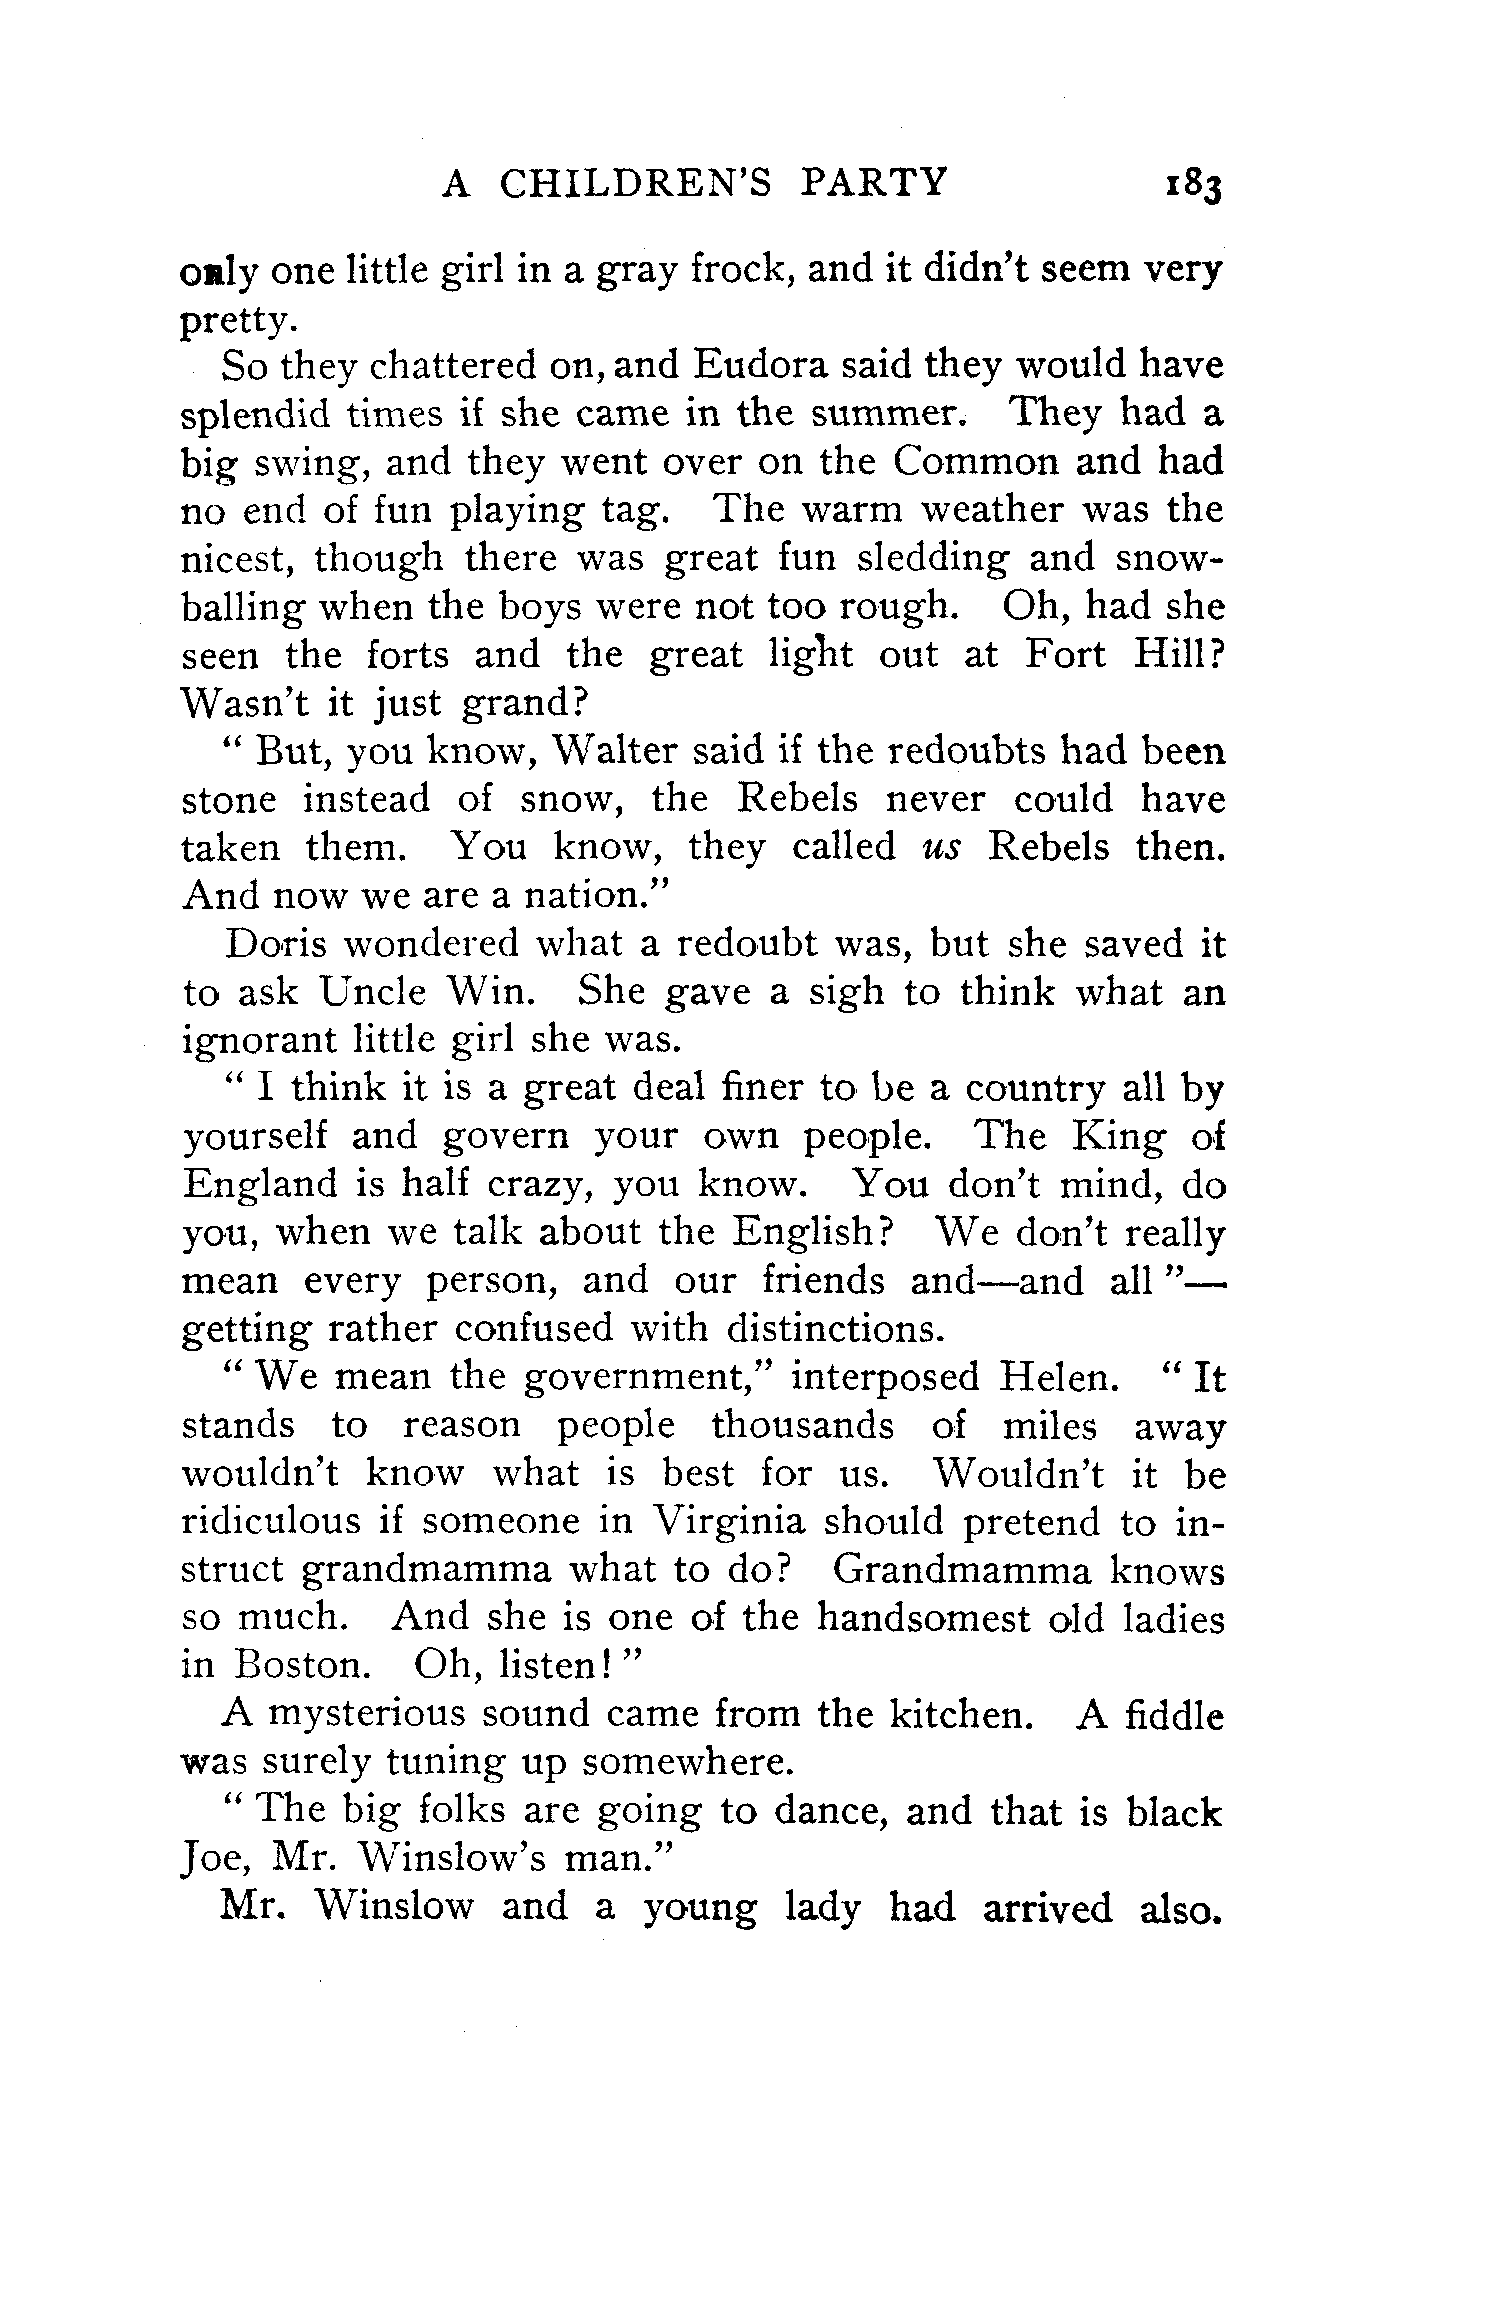 A CHILDREN'S PARTY 183
only one little girl in a gray frock, and it didn't seem very
pretty.
So they chattered on, and Eudora said they would have
splendid times if she came in the summer. They had a
big swing, and they went over on the Common and had
no end of fun playing tag. The warm weather was the
nicest, though there was great fun sledding and snow-
balling when the boys were not too rough. Oh, had she
seen the forts and the great light out at Fort Hill?
Wasn't it just grand?
" But, you know, Walter said if the redoubts had been
stone instead of snow, the Rebels never could have
taken them. You know, they called us Rebels then.
And now we are a nation."
Doris wondered what a redoubt was, but she saved it
to ask Uncle Win. She gave a sigh to think what an
ignorant little girl she was.
" I think it is a great deal finer to be a country all by
yourself and govern your own people. The King of
England is half crazy, you know. You don't mind, do
you, when we talk about the English? We don't really
mean every person, and our friends and—and all "—
getting rather confused with distinctions.
" We mean the government," interposed Helen. " It
stands to reason people thousands of miles away
wouldn't know what is best for us. Wouldn't it be
ridiculous if someone in Virginia should pretend to in-
struct grandmamma what to do? Grandmamma knows
so much. And she is one of the handsomest old ladies
in Boston. Oh, listen! "
A mysterious sound came from the kitchen. A fiddle
was surely tuning up somewhere.
" The big folks are going to dance, and that is black
Joe, Mr. Winslow's man."
Mr. Winslow and a young lady had arrived also.